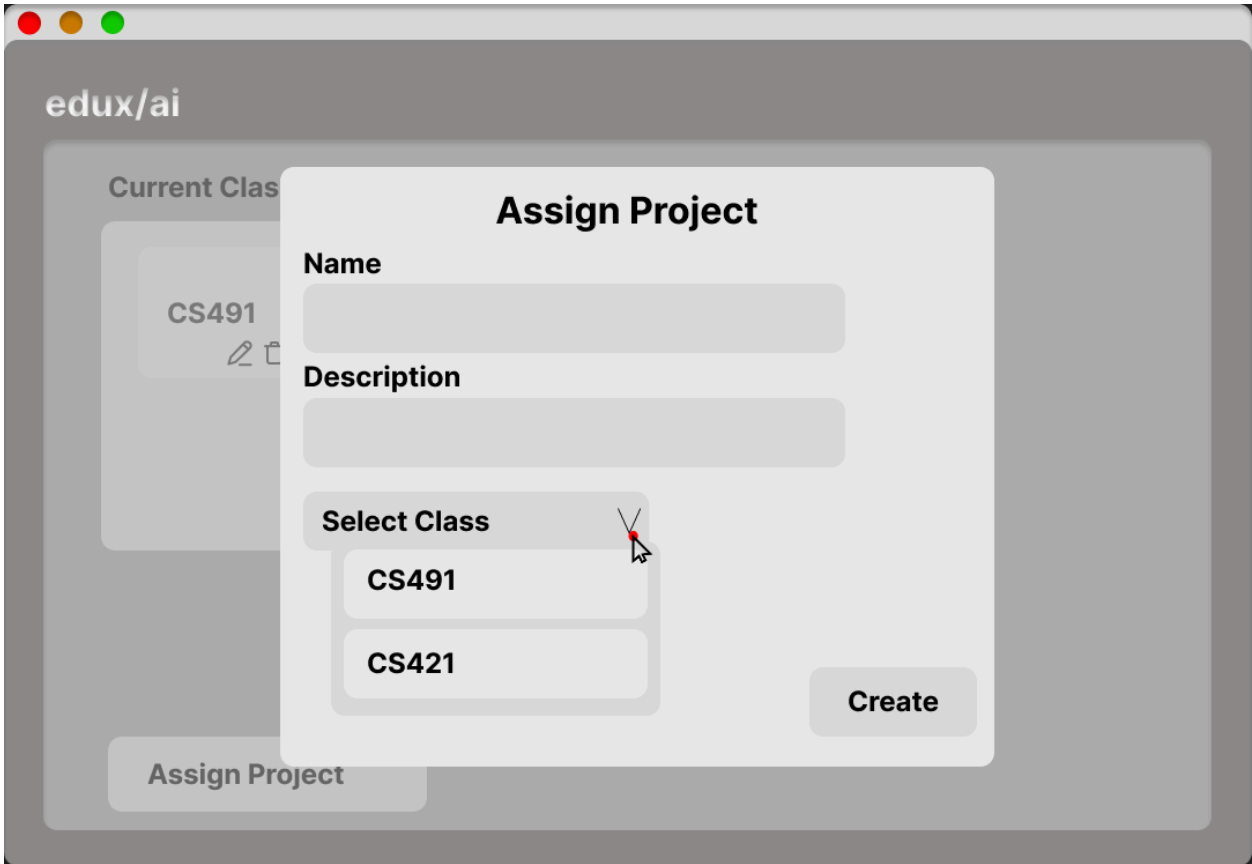 edux/ai
Current Clas
CS491
Assign Project
Name
Description
Select Class
CS491
CS421
Create
Assign Project